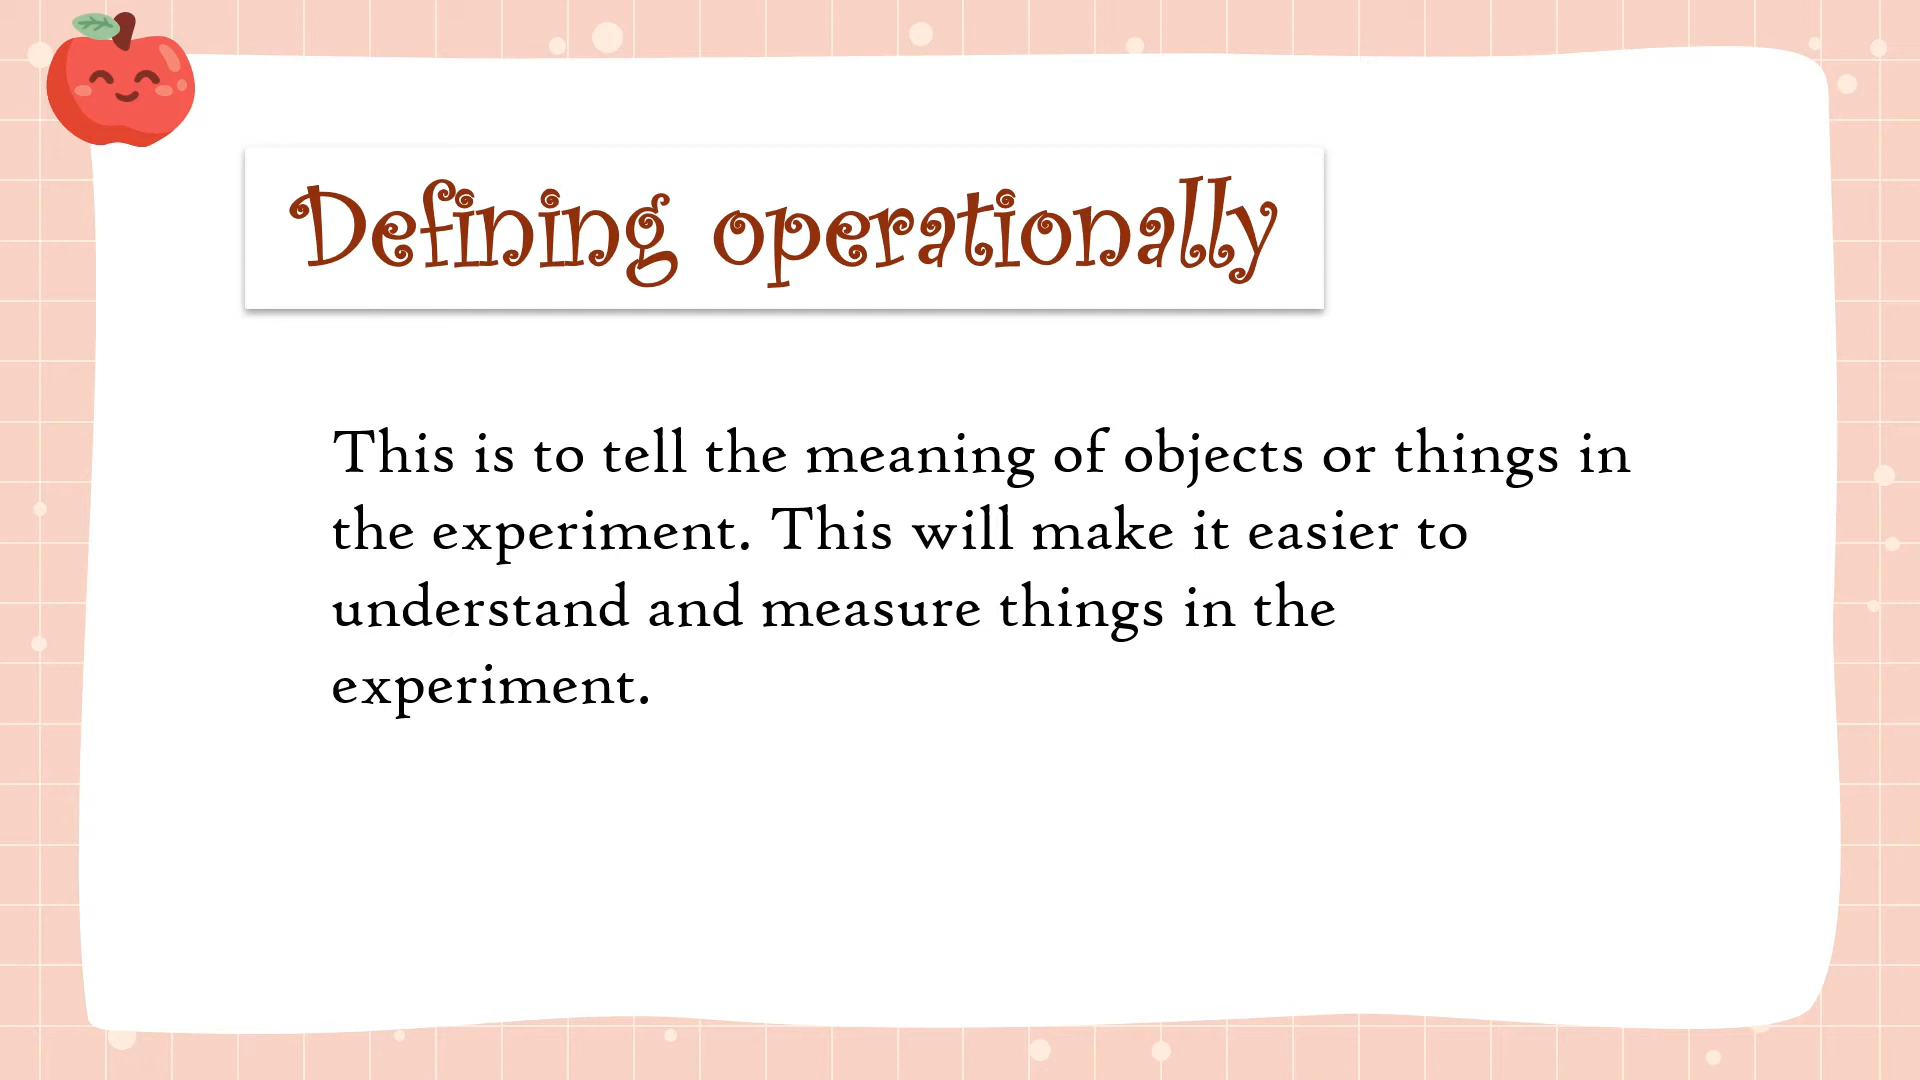 Defining operationally
This is to tell the meaning of objects or things in
the experiment. This will make it easier to
understand and measure things in the
experiment.